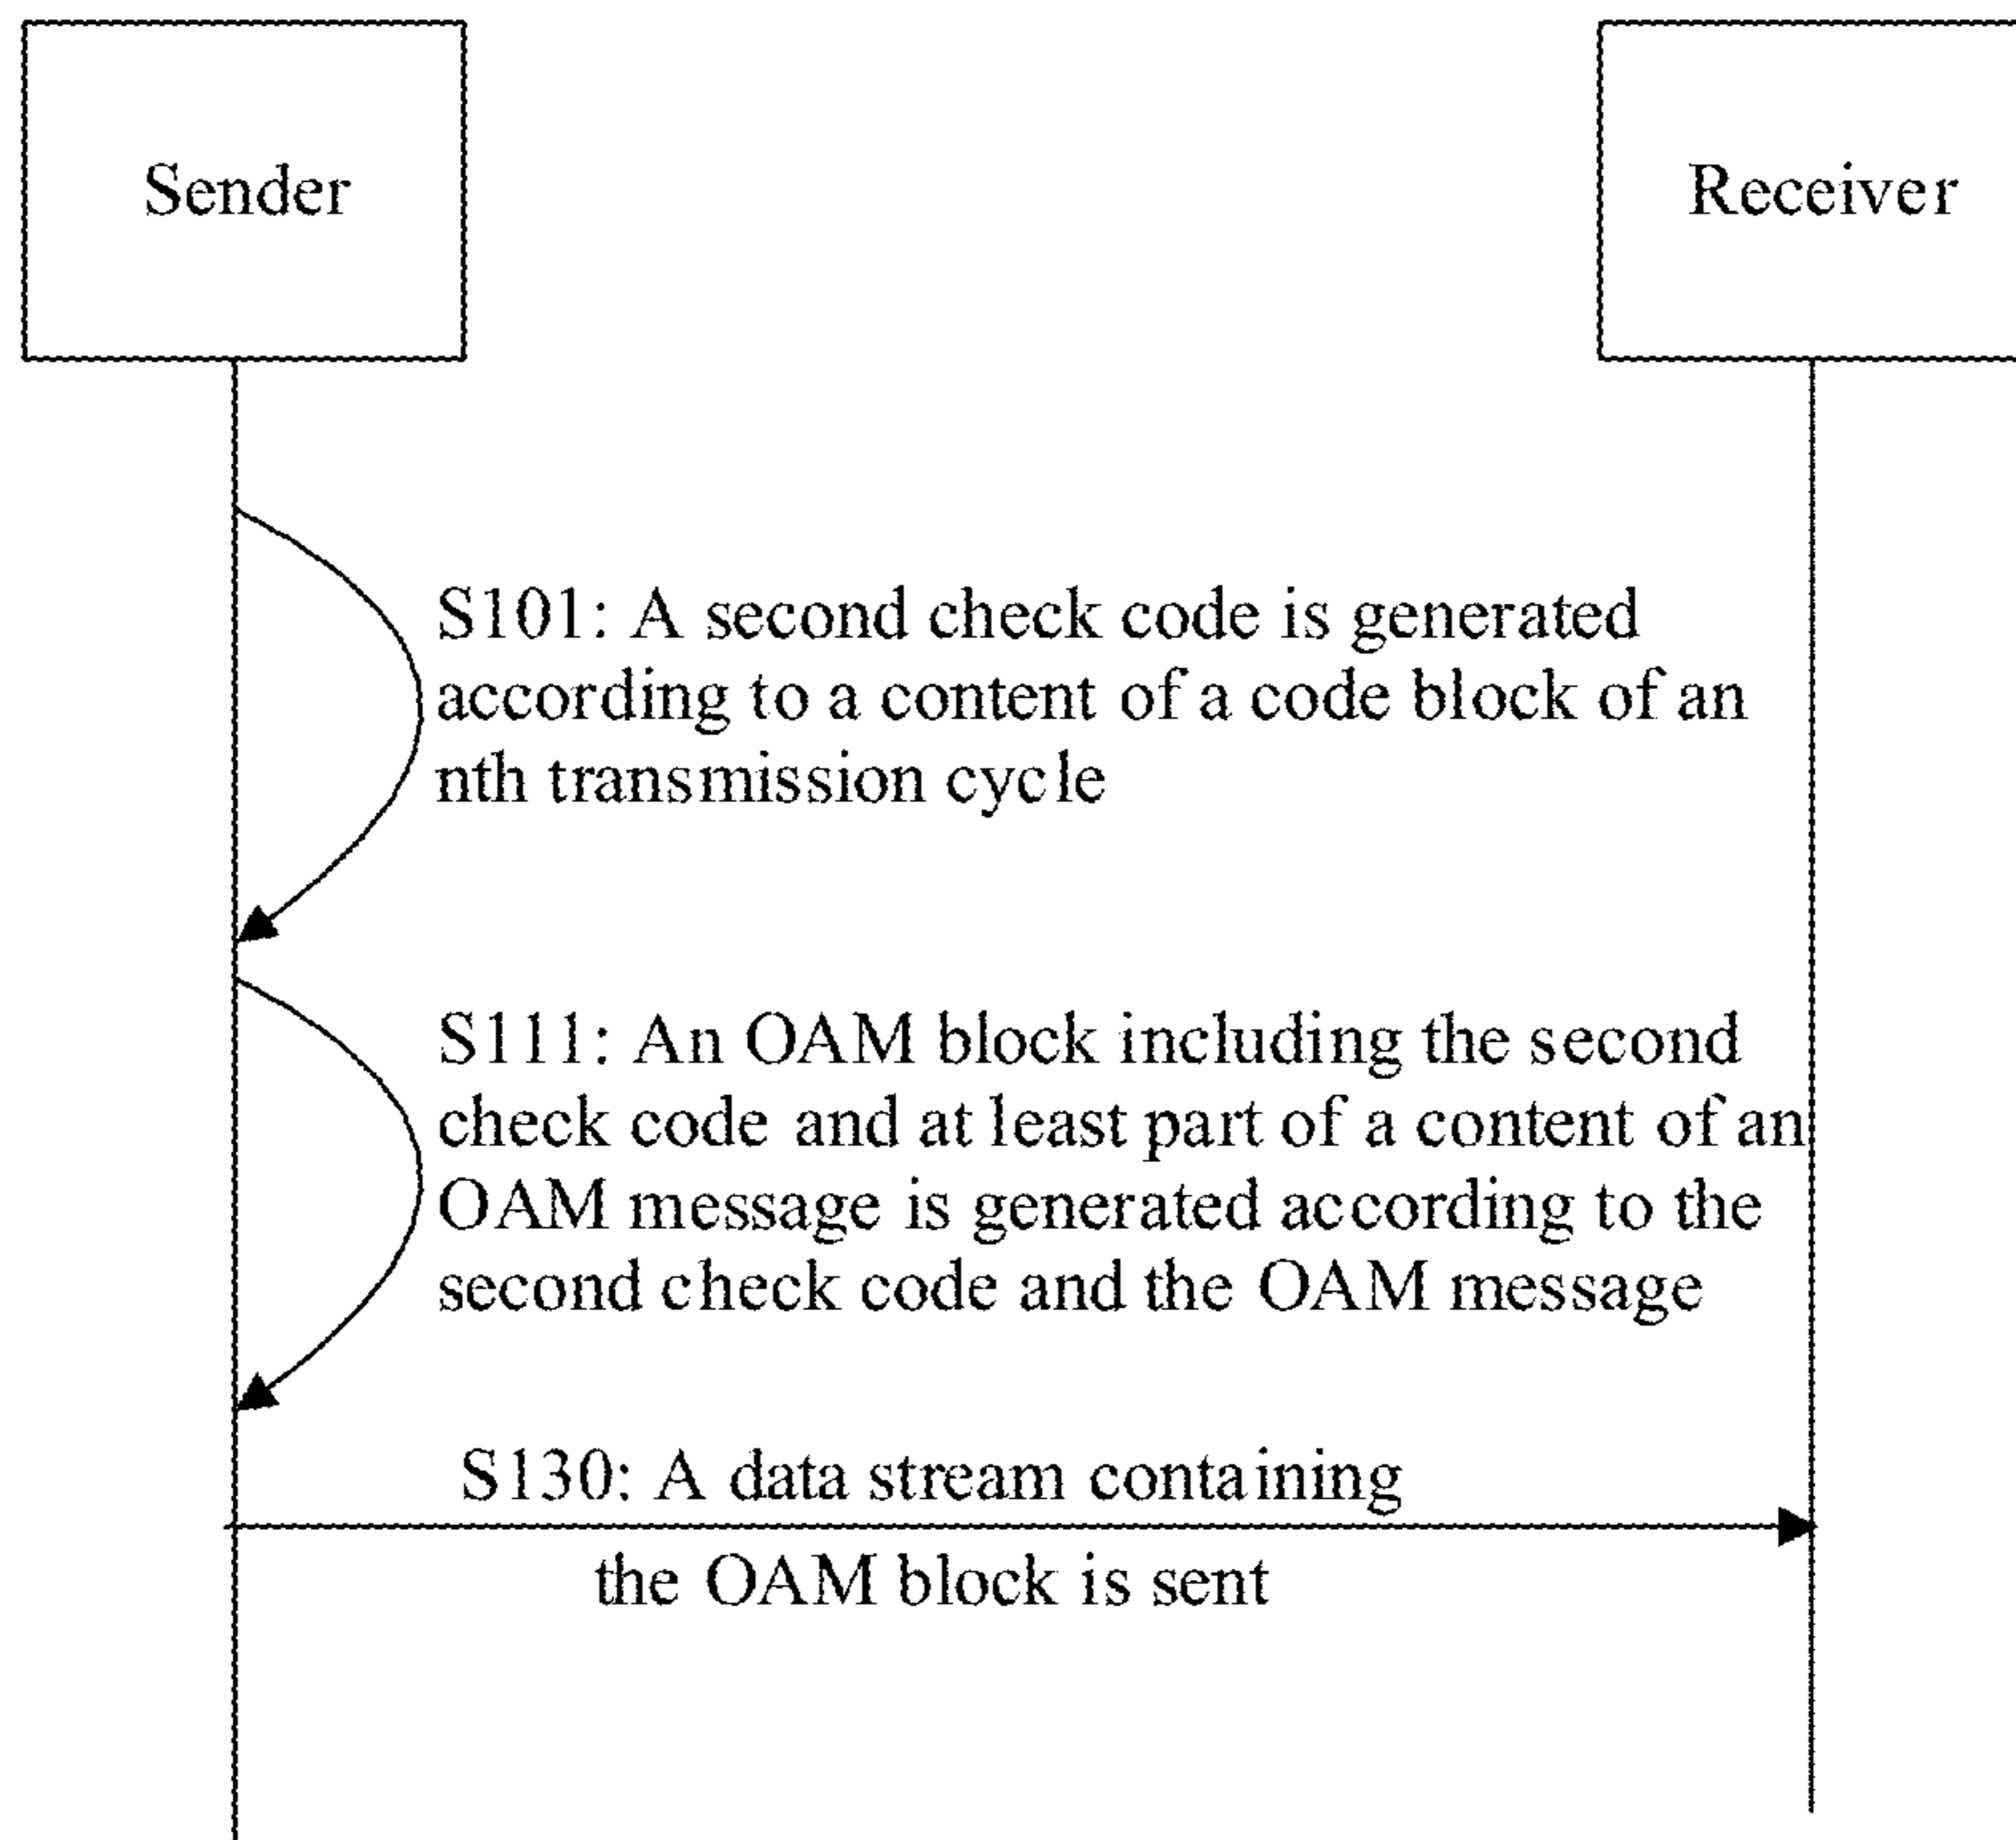 Sender
Receiver
S101: A second check code is generated
according to a content of a code block of an
nth transmission cycle
S111: An OAM block including the second
check code and at least part of a content of an
OAM message is generated according to the
second check code and the OAM message
S130: A data stream containing
the OAM block is sent